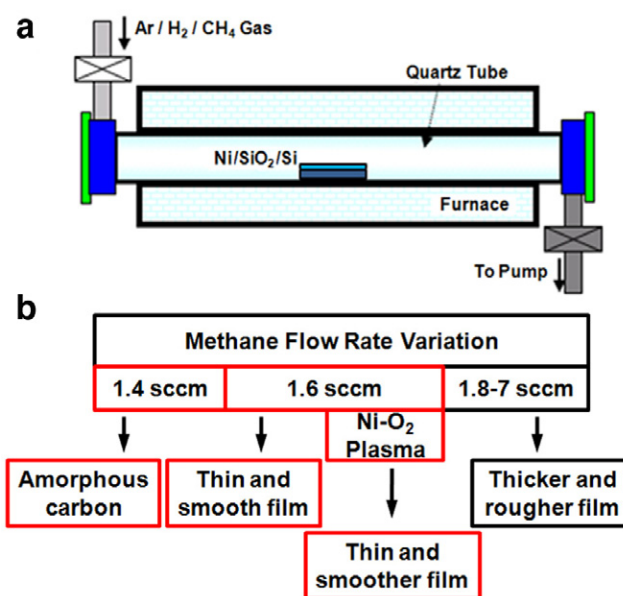 a
Ar / H₂ / CH₄ Gas
Quartz Tube
Ni/SiO₂/Si
Furnace
To Pump
b
Methane Flow Rate Variation
1.4 sccm
1.6 sccm
1.8-7 sccm
Ni-O₂
Plasma
Amorphous
carbon
Thin and
smooth film
Thicker and
rougher film
Thin and
smoother film